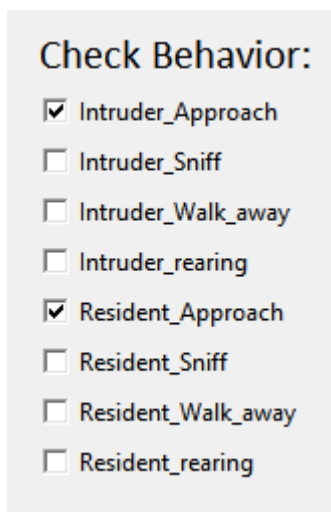 Check Behavior:
Intruder_Approach
Intruder_Sniff
Intruder_Walk_away
Intruder_rearing
Resident_Approach
Resident_Sniff
Resident_Walk_away
Resident_rearing